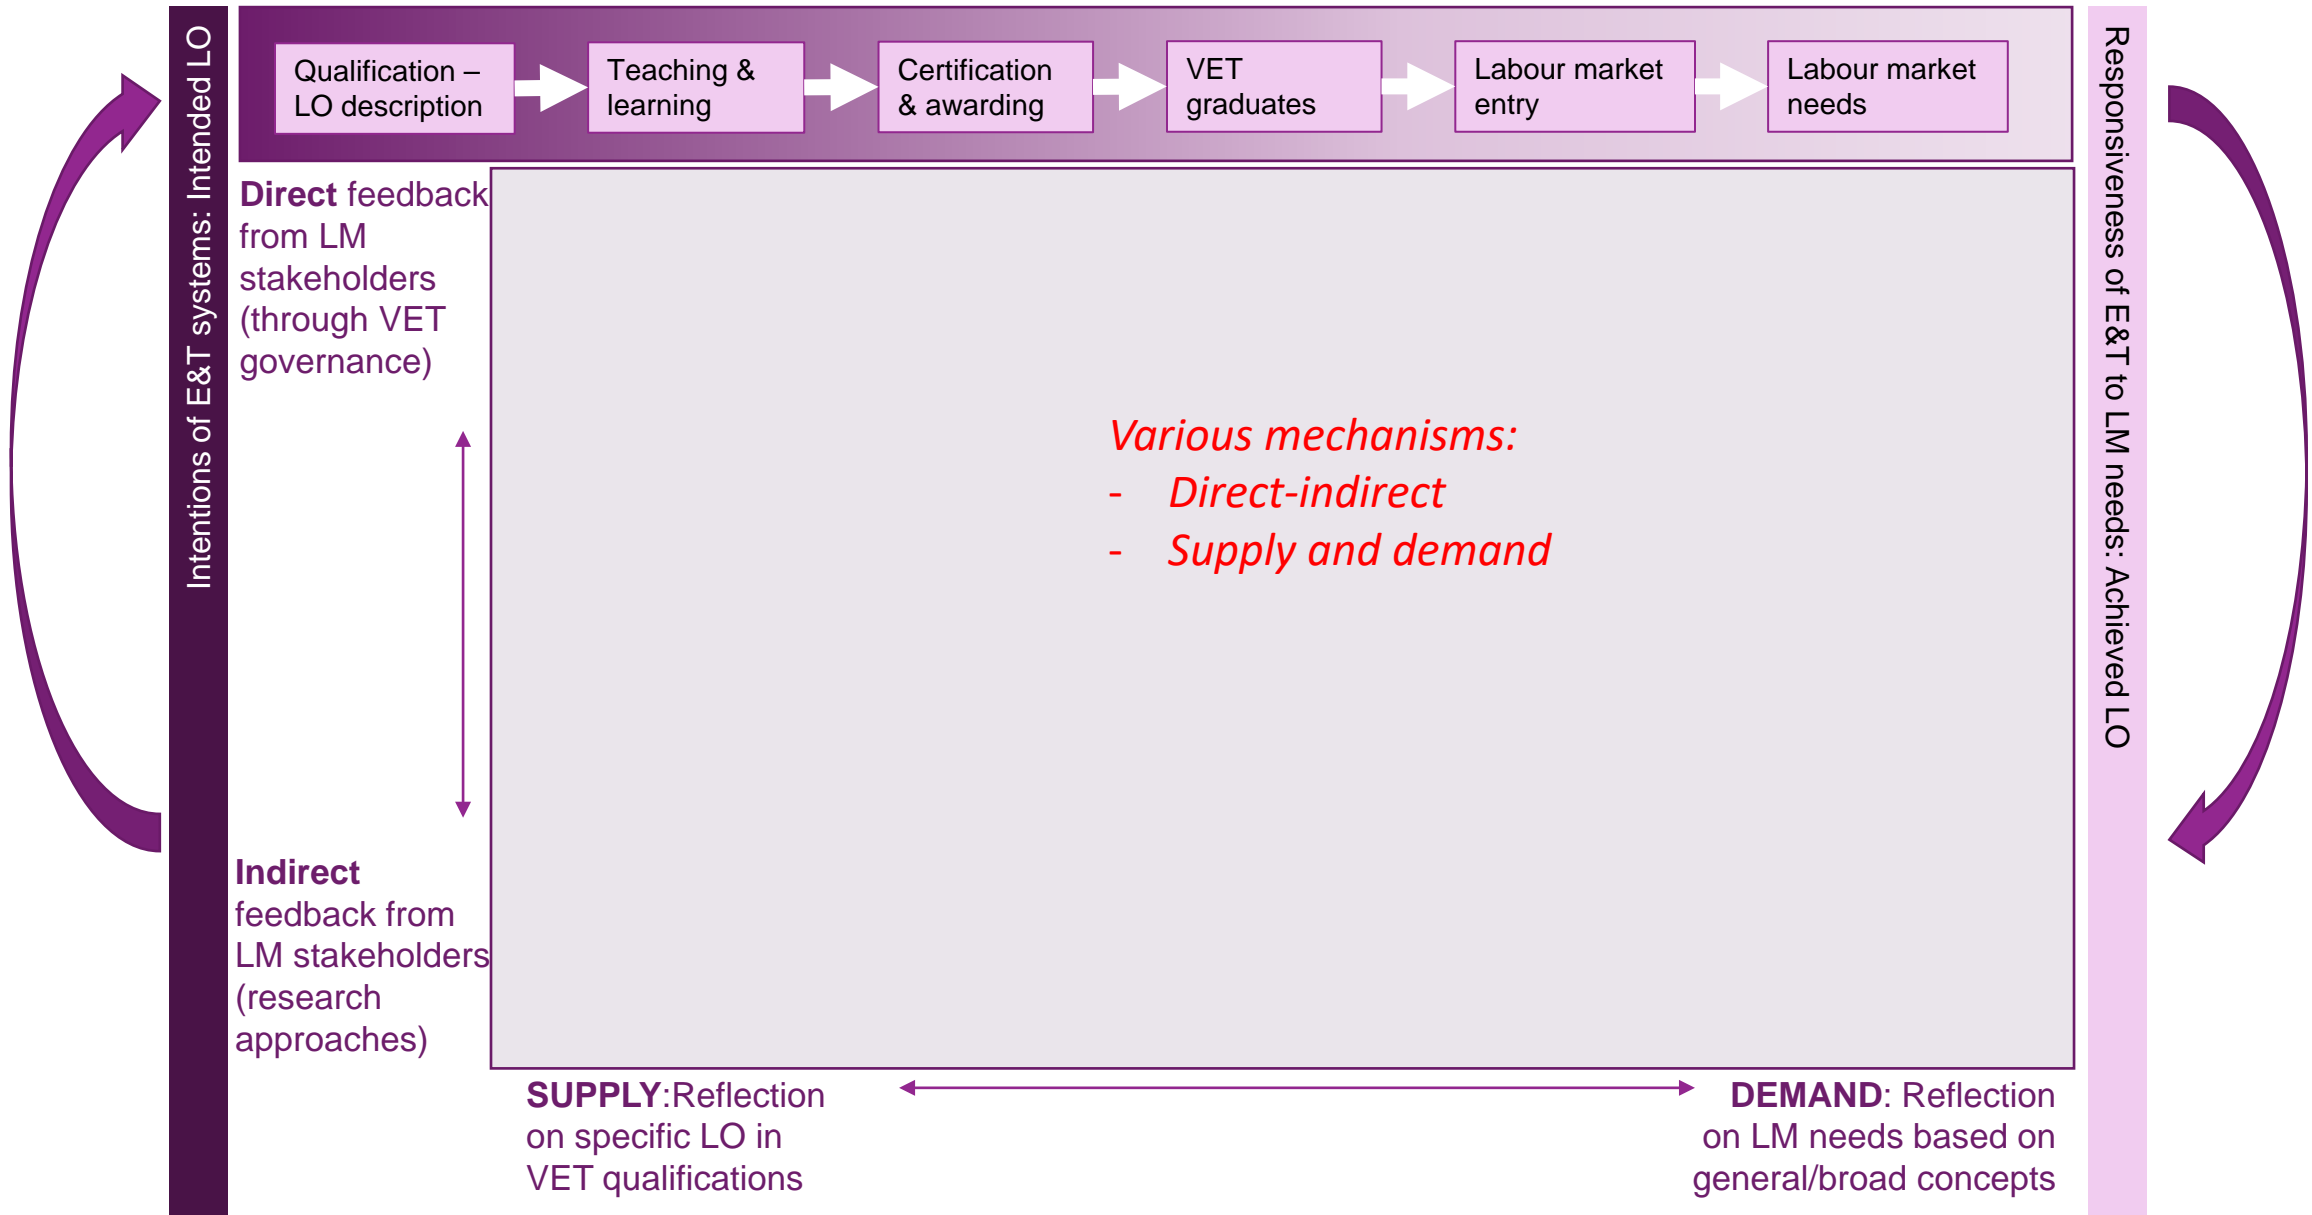 Intentions of E&T systems: Intended LO
Qualification –
LO description
Teaching &
learning
Certification
& awarding
VET
graduates
Labour market
entry
Labour market
needs
Direct feedback
from LM
stakeholders
(through VET
governance)
Various mechanisms:
- Direct-indirect
- Supply and demand
Indirect
feedback from
LM stakeholders
(research
approaches)
SUPPLY:Reflection
on specific LO in
VET qualifications
DEMAND: Reflection
on LM needs based on
general/broad concepts
Responsiveness of E&T to LM needs: Achieved LO